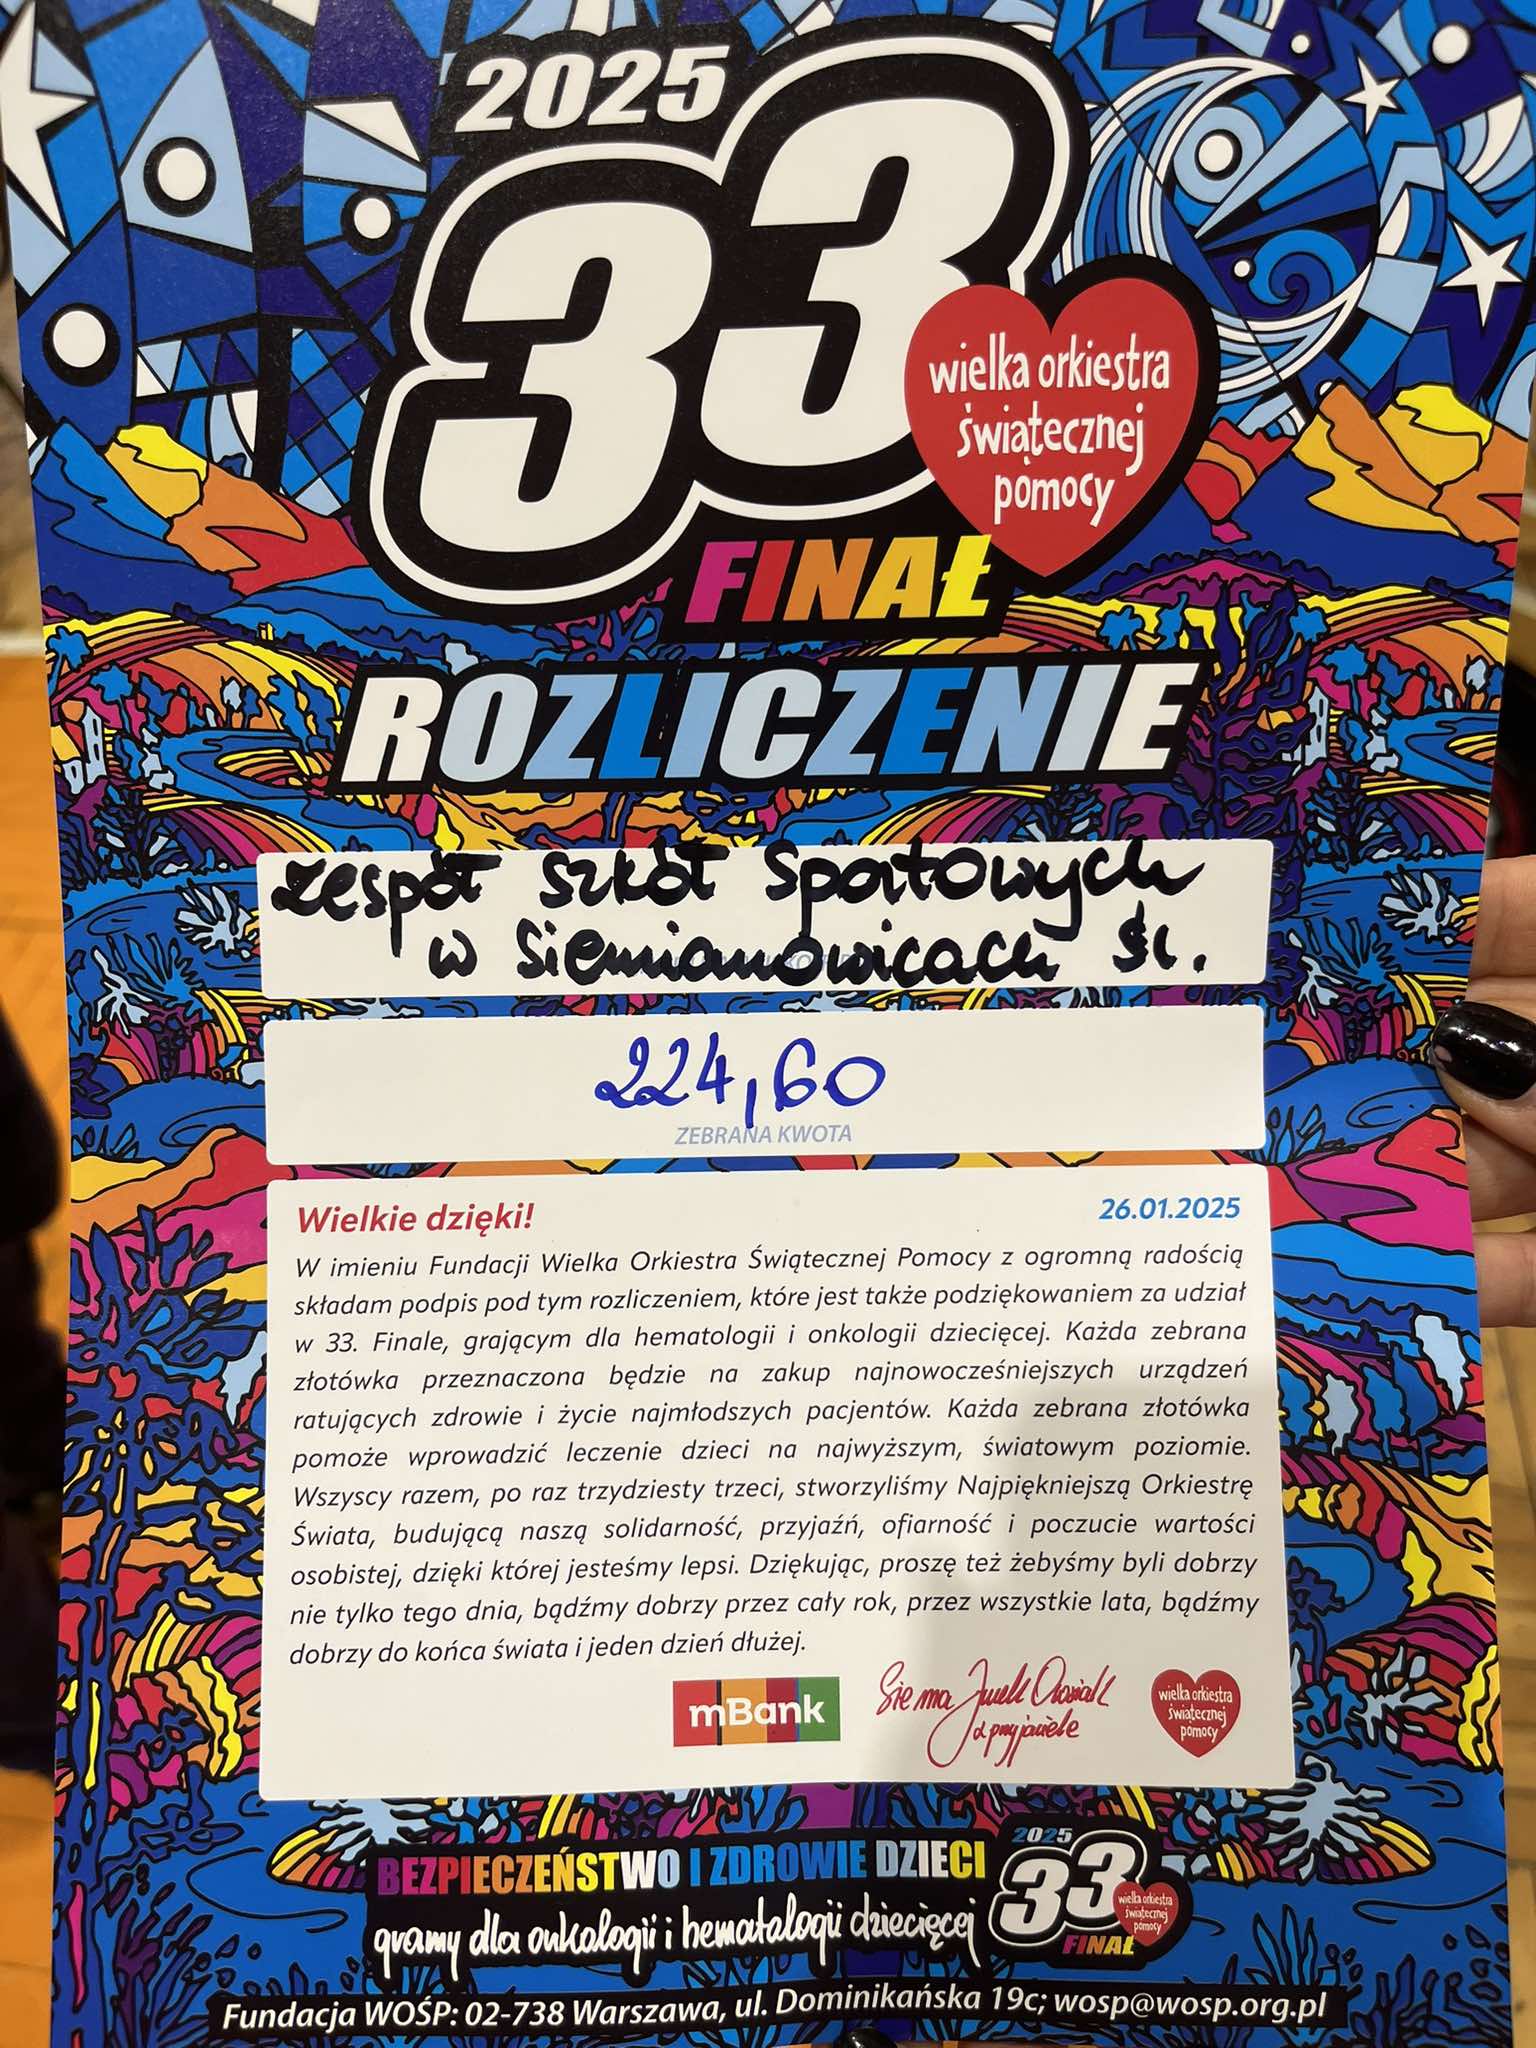 2025
33
wielka orkiestra
świątecznej
pomocy
FINAŁ
ROZLICZENIE
Zespół Szkół Sportowych
w Siemianowicach Śl.
224,60
ZEBRANA KWOTA
Wielkie dzięki!
26.01.2025
W imieniu Fundacji Wielka Orkiestra Świątecznej Pomocy z ogromną radością
składam podpis pod tym rozliczeniem, które jest także podziękowaniem za udział
w 33. Finale, grającym dla hematologii i onkologii dziecięcej. Każda zebrana
złotówka przeznaczona będzie na zakup najnowocześniejszych urządzeń
ratujących zdrowie i życie najmłodszych pacjentów. Każda zebrana złotówka
pomoże wprowadzić leczenie dzieci na najwyższym, światowym poziomie.
Wszyscy razem, po raz trzydziesty trzeci, stworzyliśmy Najpiękniejszą Orkiestrę
Świata, budującą naszą solidarność, przyjaźń, ofiarność i poczucie wartości
osobistej, dzięki której jesteśmy lepsi. Dziękując, proszę też żebyśmy byli dobrzy
nie tylko tego dnia, bądźmy dobrzy przez cały rok, przez wszystkie lata, bądźmy
dobrzy do końca świata i jeden dzień dłużej.
mBank
Sie ma Jurek Owsiak
z przyjaciele
wielka orkiestra
świątecznej
pomocy
BEZPIECZEŃSTWO I ZDROWIE DZIECI
gramy dla onkologii i hematologii dziecięcej
2025
33
wielka orkiestra
świątecznej
pomocy
FINAŁ
Fundacja WOŚP: 02-738 Warszawa, ul. Dominikańska 19c; wosp@wosp.org.pl